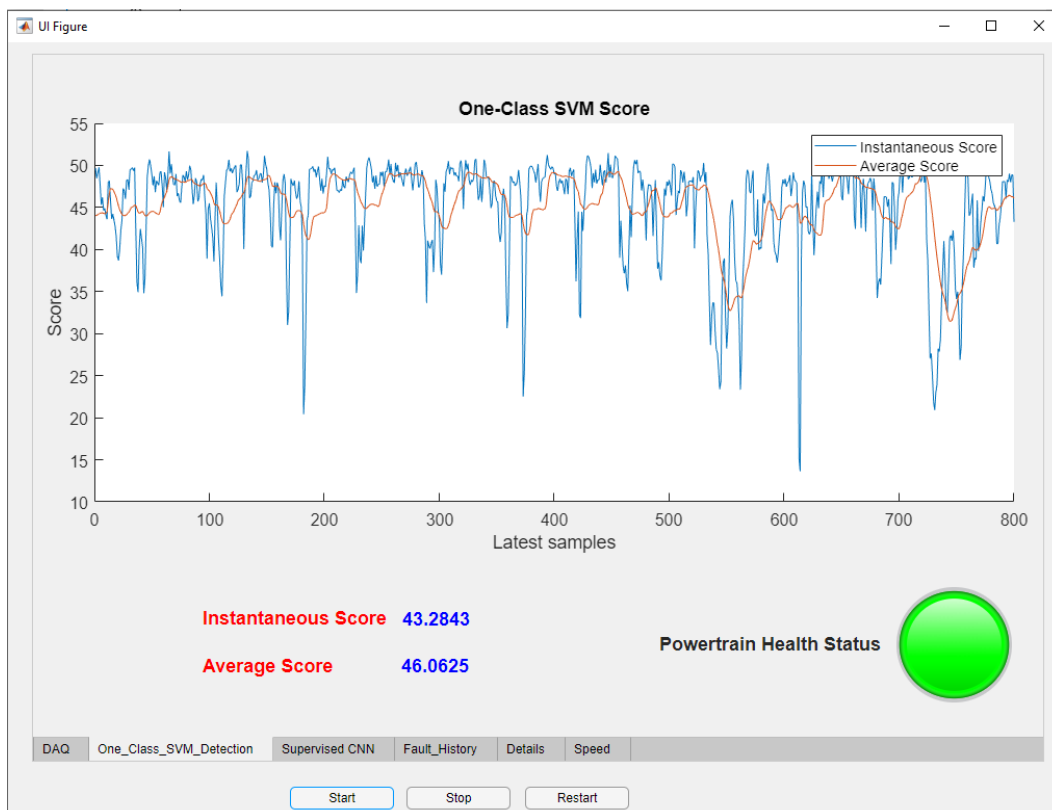 UI Figure
One-Class SVM Score
Instantaneous Score
Average Score
55
50
45
40
35
30
25
20
15
10
Score
0 100 200 300 400 500 600 700 800
Latest samples
Instantaneous Score 43.2843
Average Score 46.0625
Powertrain Health Status
DAQ One_Class_SVM_Detection Supervised CNN Fault_History Details Speed
Start Stop Restart